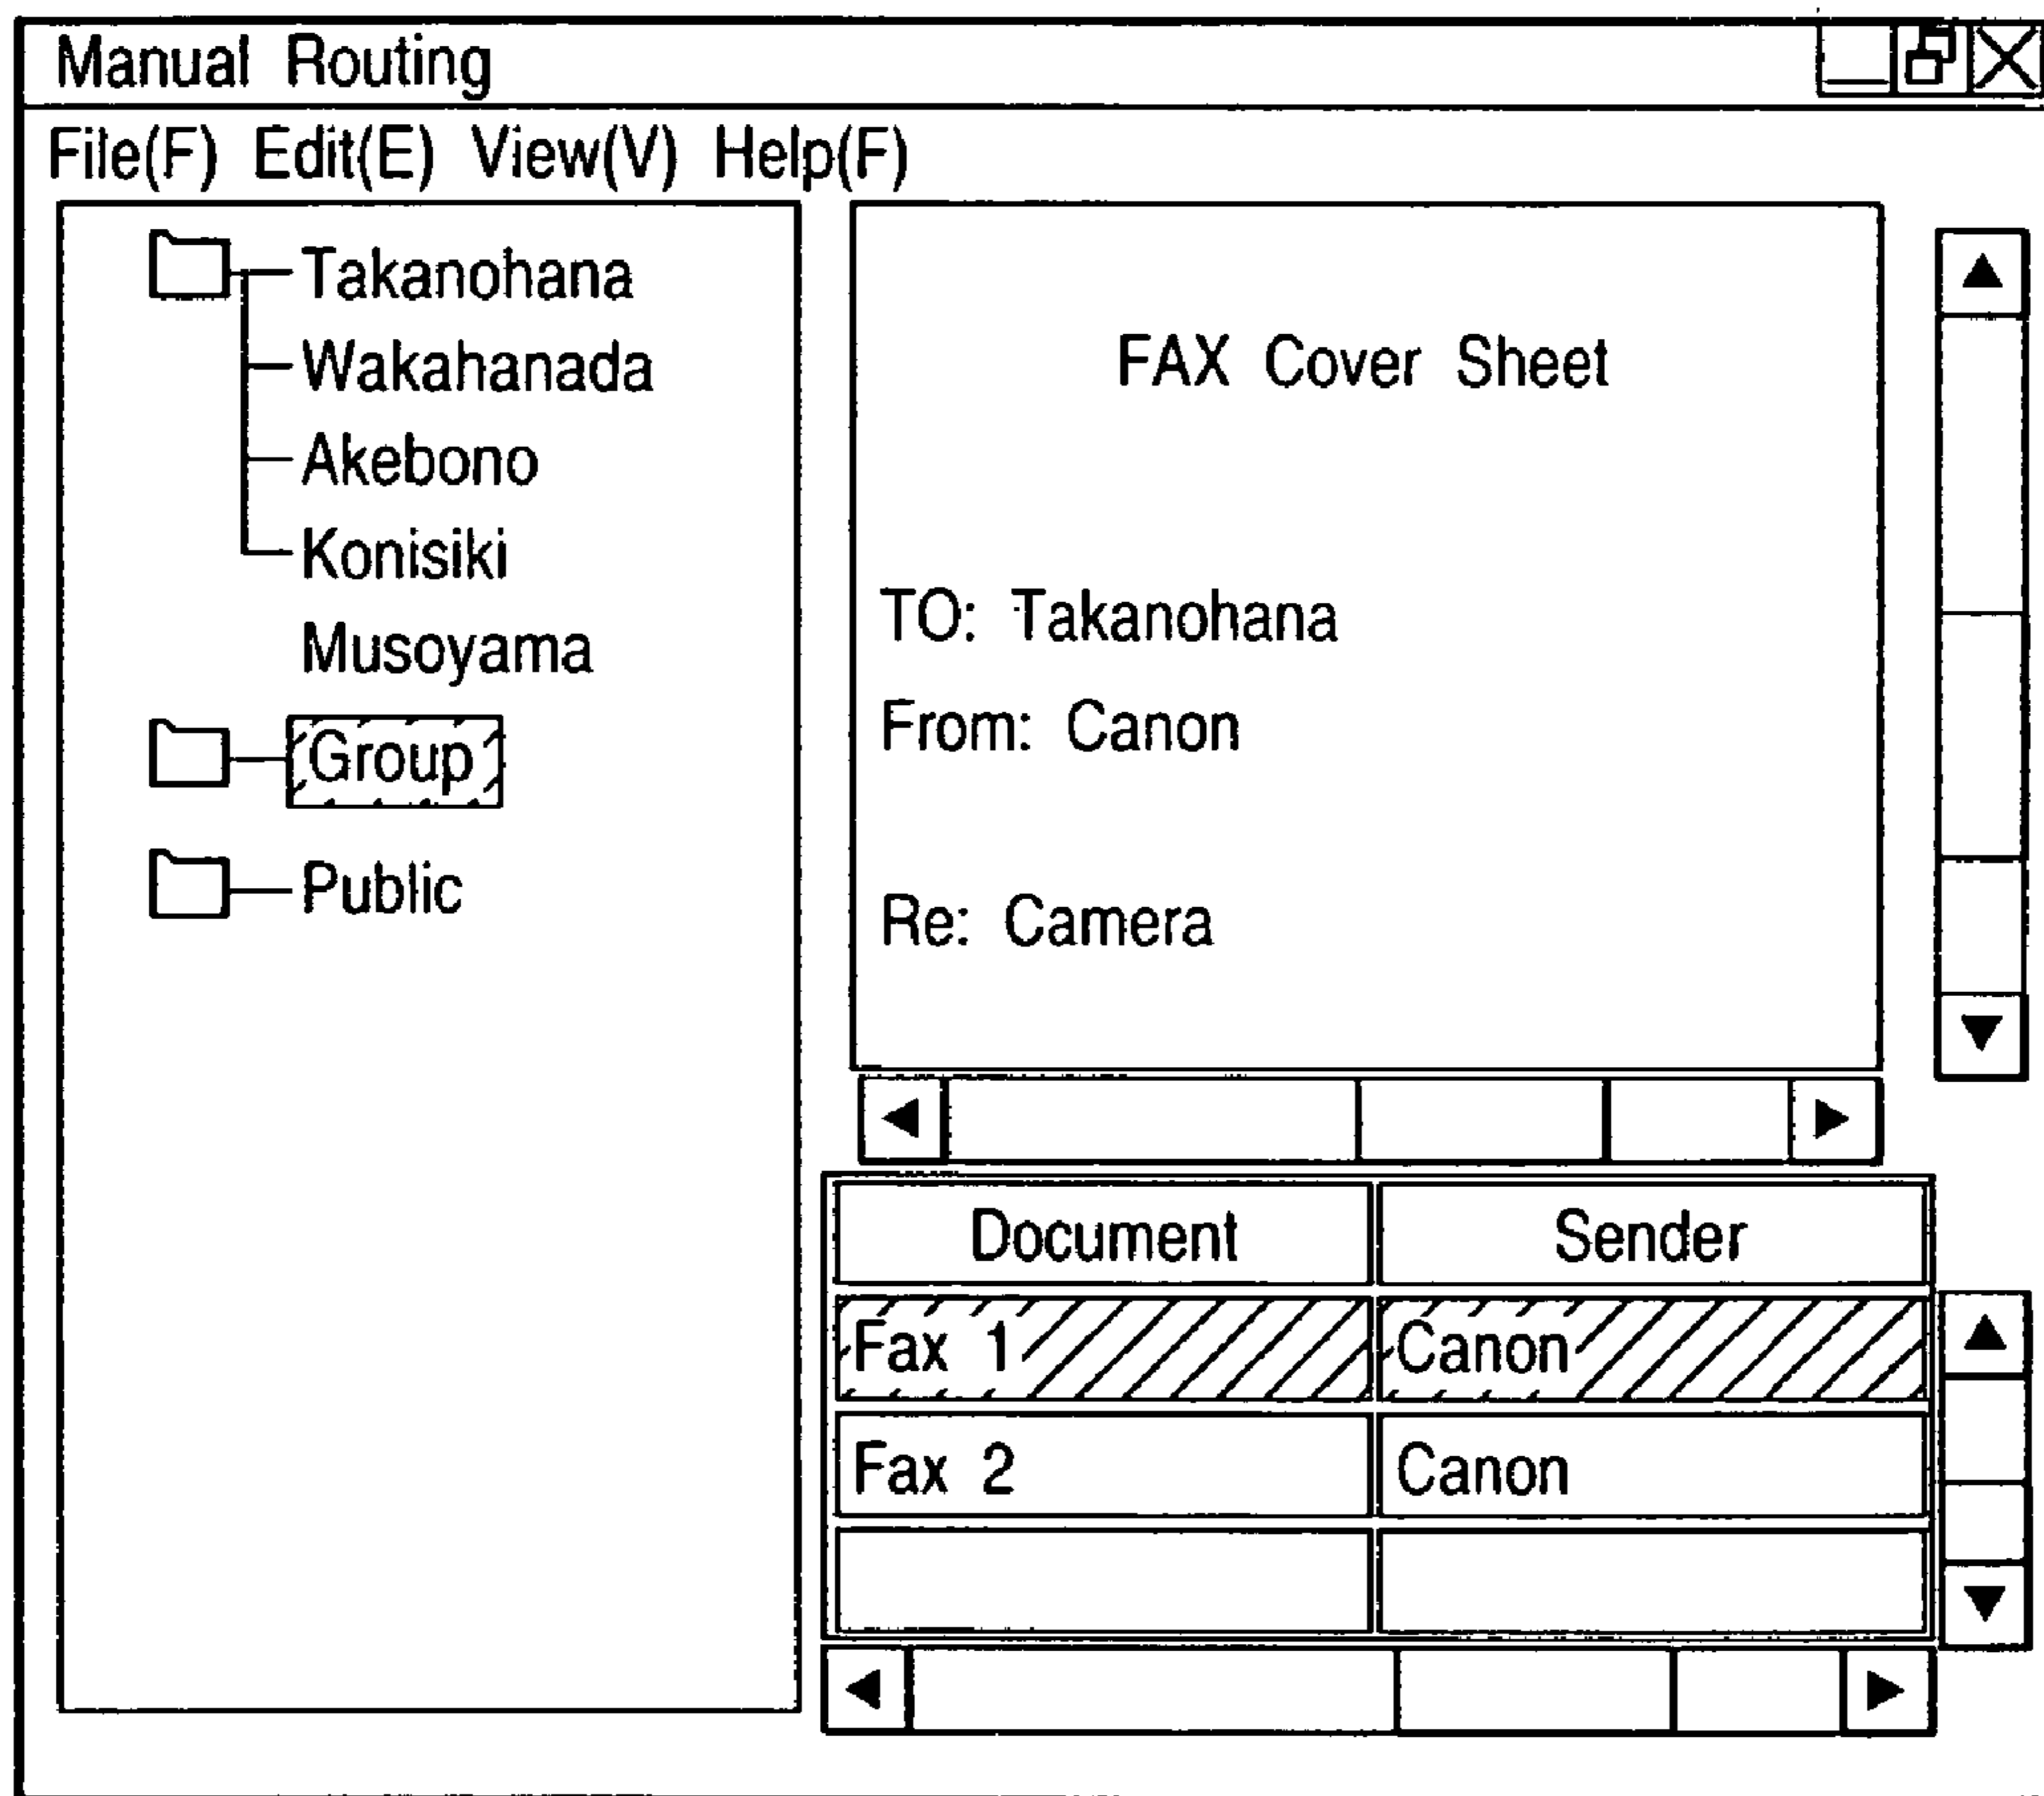 Manual Routing
File(F) Edit(E) View(V) Help(F)
Takanohana
Wakahanada
Akebono
Konisiki
Musoyama
Group
Public
FAX Cover Sheet
TO: Takanohana
From: Canon
Re: Camera
Document Sender
Fax 1 Canon
Fax 2 Canon